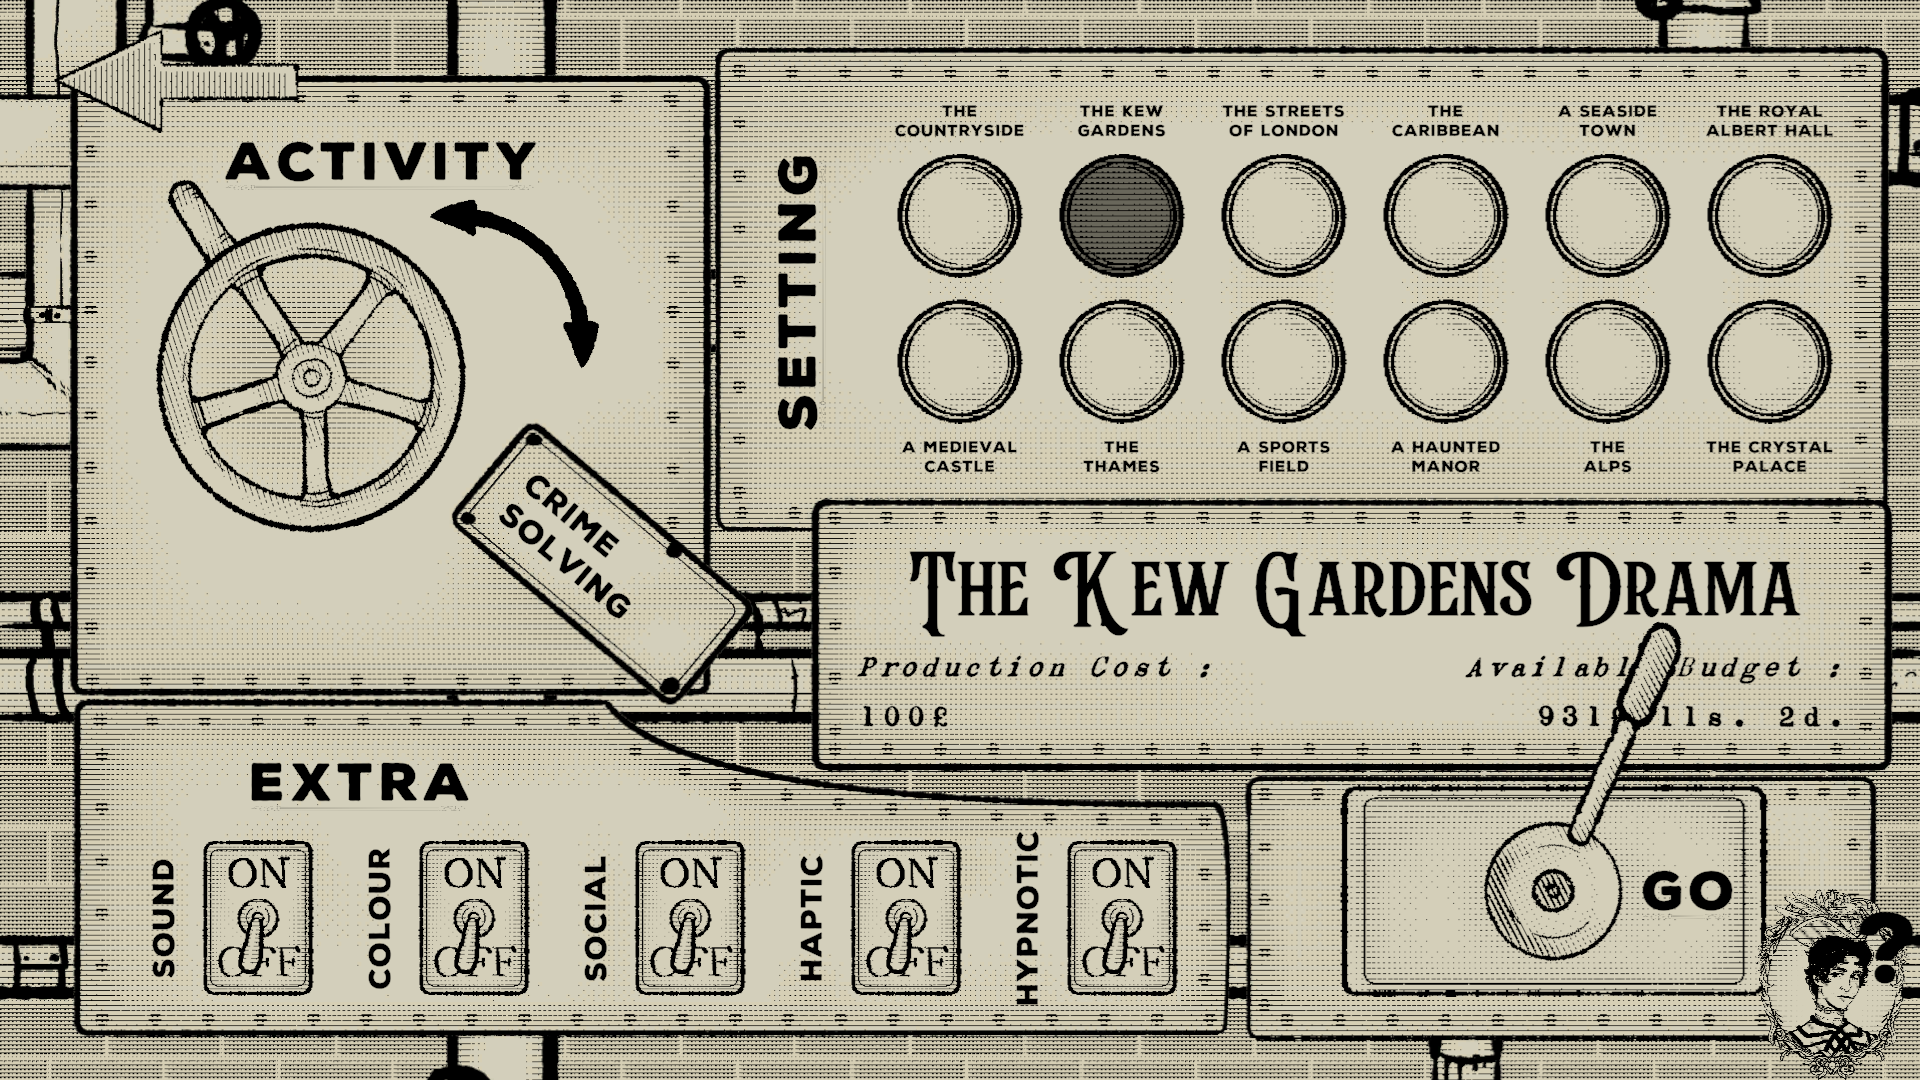 ACTIVITY
CRIME
SOLVING
SETTING
THE
COUNTRYSIDE
THE KEW
GARDENS
THE STREETS
OF LONDON
THE
CARIBBEAN
A SEASIDE
TOWN
THE ROYAL
ALBERT HALL
A MEDIEVAL
CASTLE
THE
THAMES
A SPORTS
FIELD
A HAUNTED
MANOR
THE
ALPS
THE CRYSTAL
PALACE
THE KEW GARDENS DRAMA
Production Cost :
Available Budget :
100£
931£ 11s. 2d.
EXTRA
SOUND
ON
OFF
COLOUR
ON
OFF
SOCIAL
ON
OFF
HAPTIC
ON
OFF
HYPNOTIC
ON
OFF
GO
?